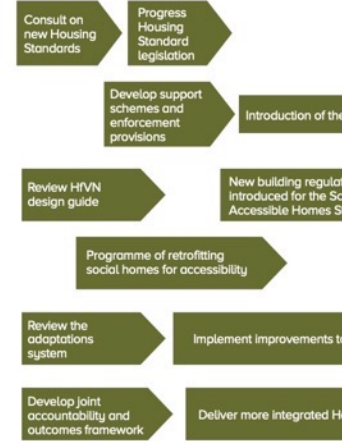 Consult on
new Housing
Standards
Progress
Housing
Standard
legislation
Develop support
schemes and
enforcement
provisions
Introduction of the
Review HfVN
design guide
New building
introduced for the
Accessible Homes
Programme of retrofitting
social homes for accessibility
Review the
adaptations
system
Implement improvements to
Develop joint
accountability and
outcomes framework
Deliver more integrated